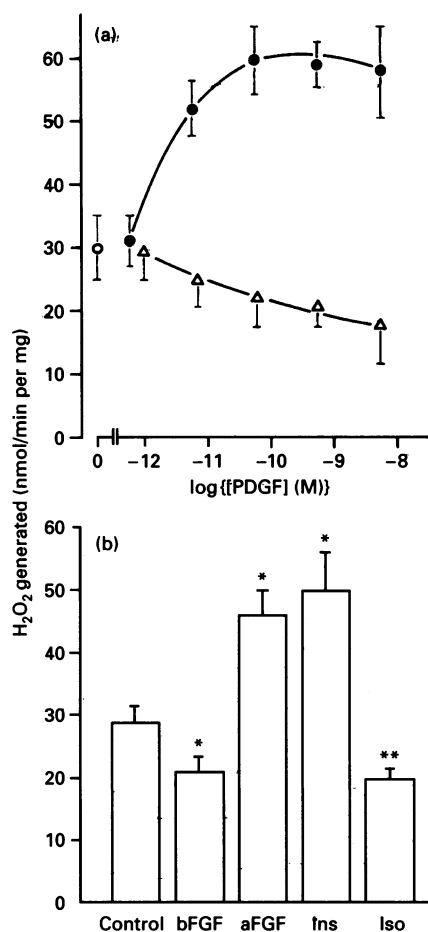 (a)
60
50
40
30
20
10
0
0 −12 −11 −10 −9 −8
log{[PDGF] (M)}
H₂O₂ generated (nmol/min per mg)
(b)
60
50
40
30
20
10
0
* * * **
Control bFGF aFGF Ins Iso